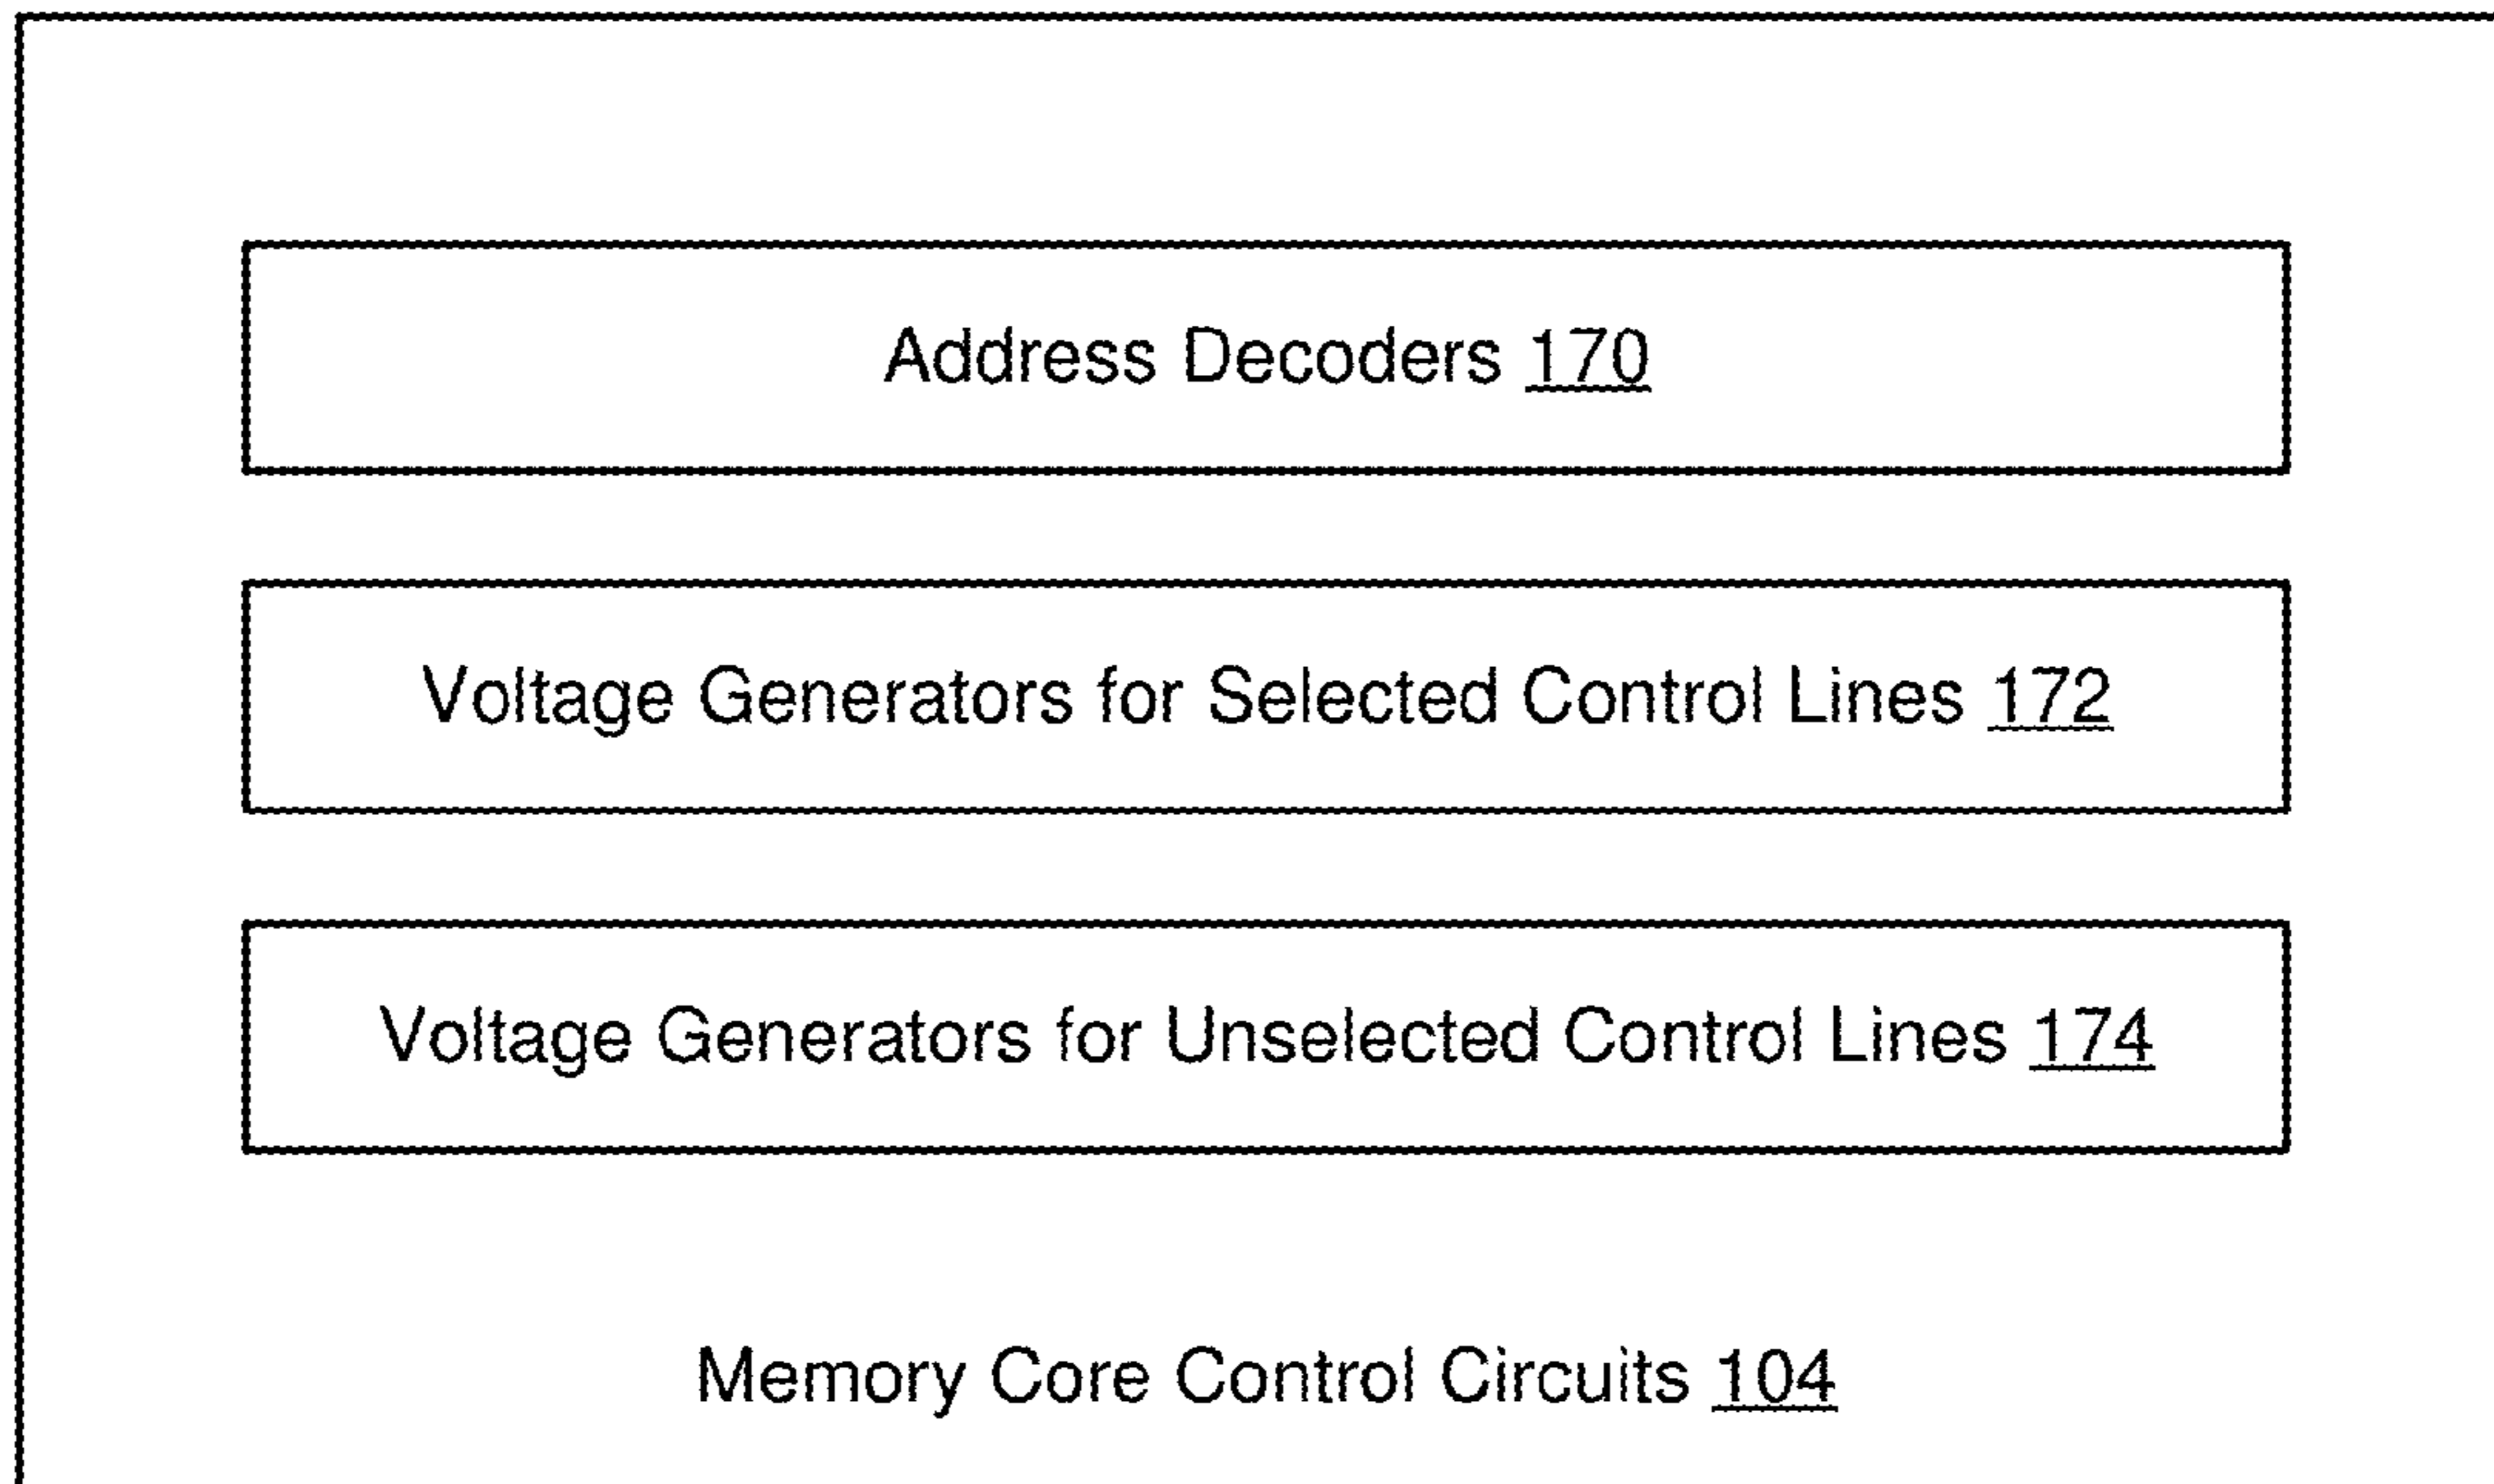 Address Decoders 170
Voltage Generators for Selected Control Lines 172
Voltage Generators for Unselected Control Lines 174
Memory Core Control Circuits 104